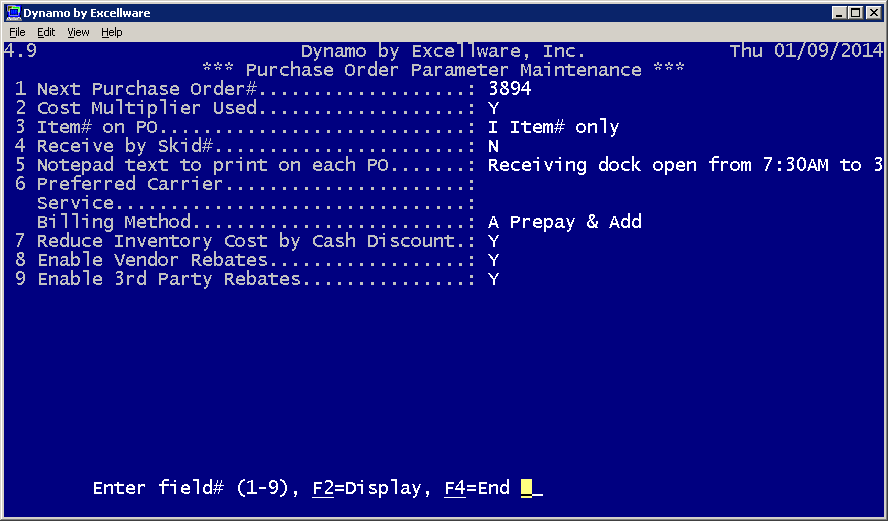 Dynamo by Excellware
File Edit View Help
4.9 Dynamo by Excellware, Inc. Thu 01/09/2014
*** Purchase Order Parameter Maintenance ***
1 Next Purchase Order#...................: 3894
2 Cost Multiplier Used...................: Y
3 Item# on PO............................: I Item# only
4 Receive by Skid#.......................: N
5 Notepad text to print on each PO.......: Receiving dock open from 7:30AM to 3
6 Preferred Carrier......................:
Service................................:
Billing Method.........................: A Prepay & Add
7 Reduce Inventory Cost by Cash Discount.: Y
8 Enable Vendor Rebates..................: Y
9 Enable 3rd Party Rebates...............: Y
Enter field# (1-9), F2=Display, F4=End